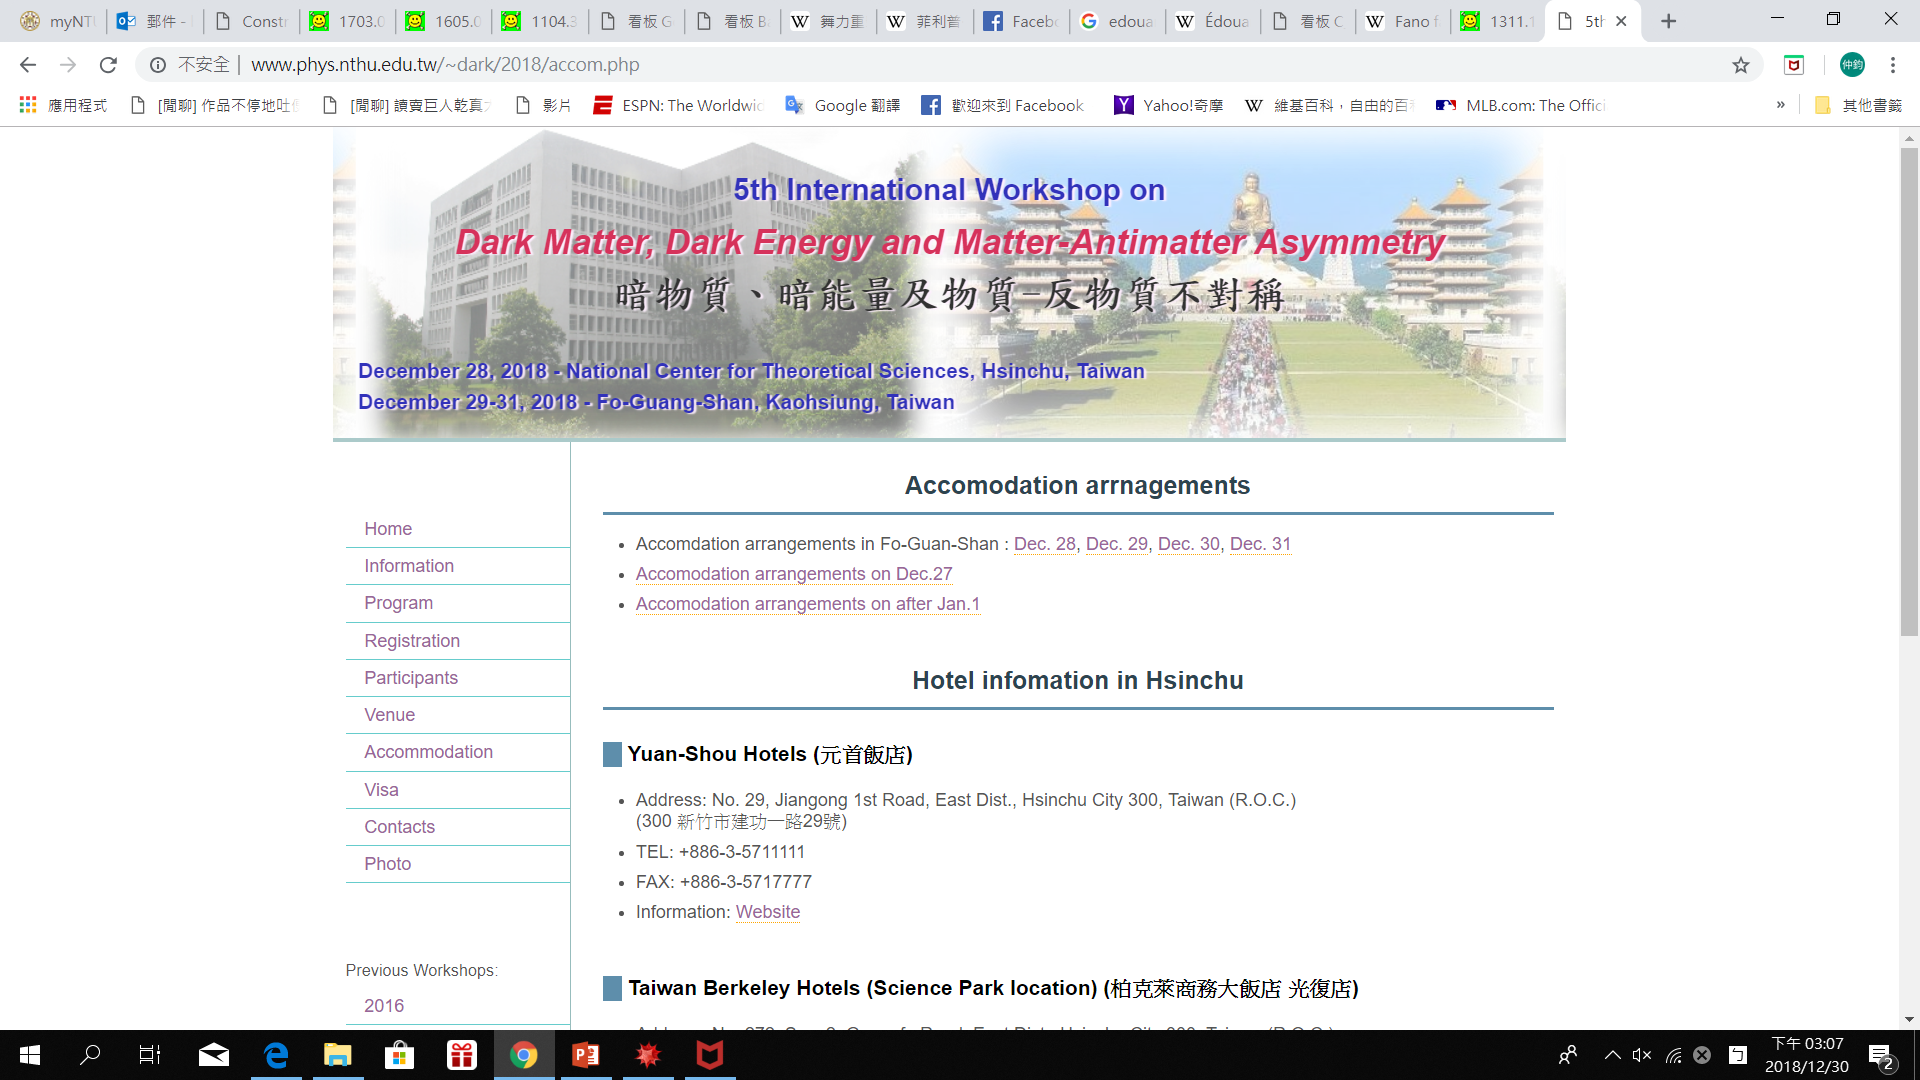 myNTU
郵件 -
Constr
1703.0
1605.0
1104.3
看板 G
看板 Ba
舞力重
菲利普
Facebo
edoua
Édoua
看板 C
Fano f
1311.1
5th
不安全 | www.phys.nthu.edu.tw/~dark/2018/accom.php
仲鈞
應用程式
[閒聊] 作品不停地吐
[閒聊] 讀賣巨人乾真
影片
ESPN: The Worldwi
Google 翻譯
歡迎來到 Facebook
Yahoo!奇摩
維基百科，自由的百
MLB.com: The Offici
»
其他書籤
5th International Workshop on
Dark Matter, Dark Energy and Matter-Antimatter Asymmetry
暗物質、暗能量及物質–反物質不對稱
December 28, 2018 - National Center for Theoretical Sciences, Hsinchu, Taiwan
December 29-31, 2018 - Fo-Guang-Shan, Kaohsiung, Taiwan
Home
Information
Program
Registration
Participants
Venue
Accommodation
Visa
Contacts
Photo
Previous Workshops:
2016
Accomodation arrnagements
• Accomdation arrangements in Fo-Guan-Shan : Dec. 28, Dec. 29, Dec. 30, Dec. 31
• Accomodation arrangements on Dec.27
• Accomodation arrangements on after Jan.1
Hotel infomation in Hsinchu
Yuan-Shou Hotels (元首飯店)
• Address: No. 29, Jiangong 1st Road, East Dist., Hsinchu City 300, Taiwan (R.O.C.)
(300 新竹市建功一路29號)
• TEL: +886-3-5711111
• FAX: +886-3-5717777
• Information: Website
Taiwan Berkeley Hotels (Science Park location) (柏克萊商務大飯店 光復店)
下午 03:07
2018/12/30
2